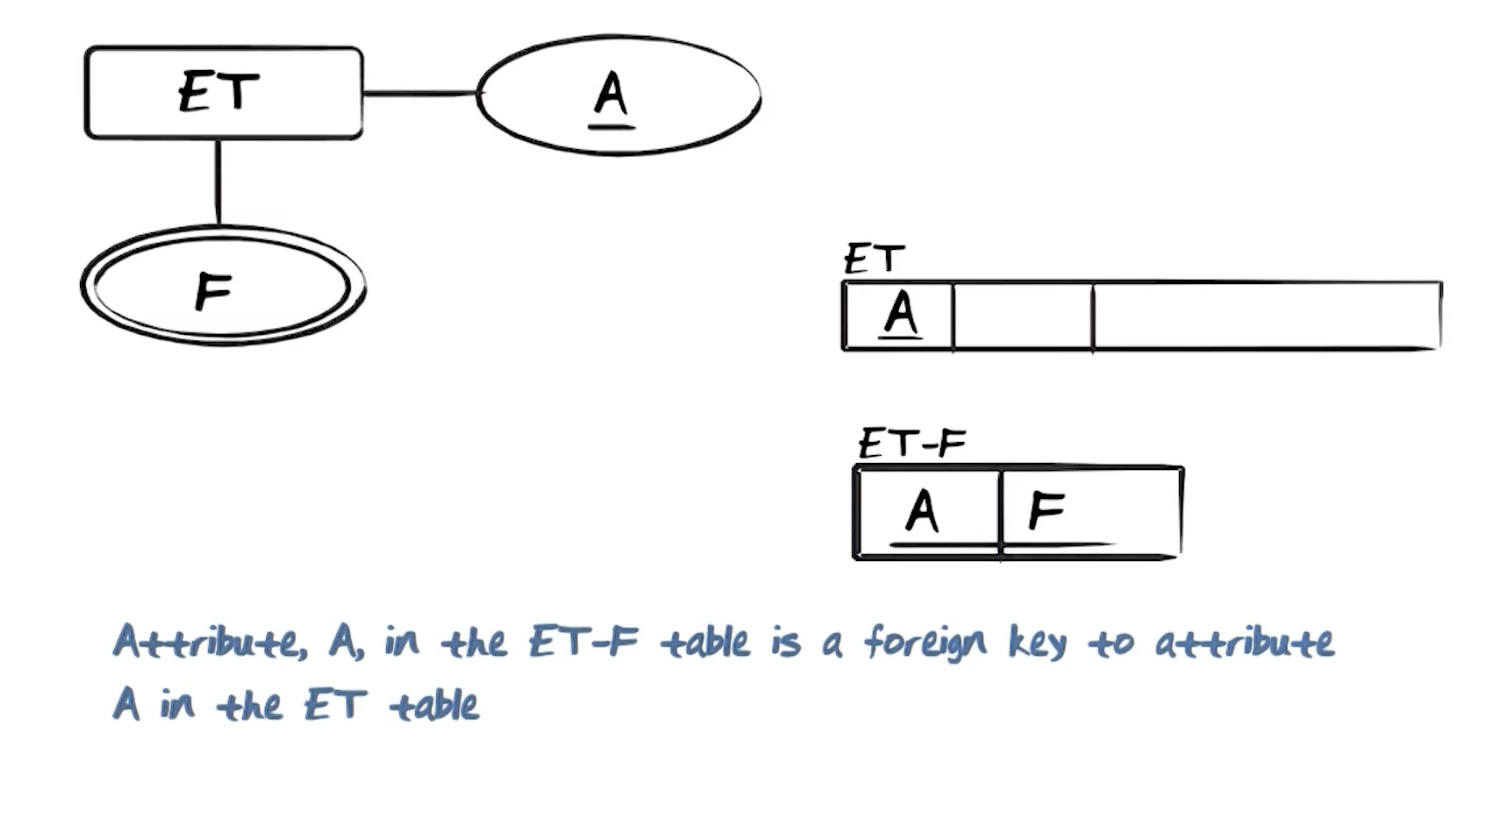 ET
A
F
ET
A
ET-F
A F
Attribute, A, in the ET-F table is a foreign key to attribute
A in the ET table